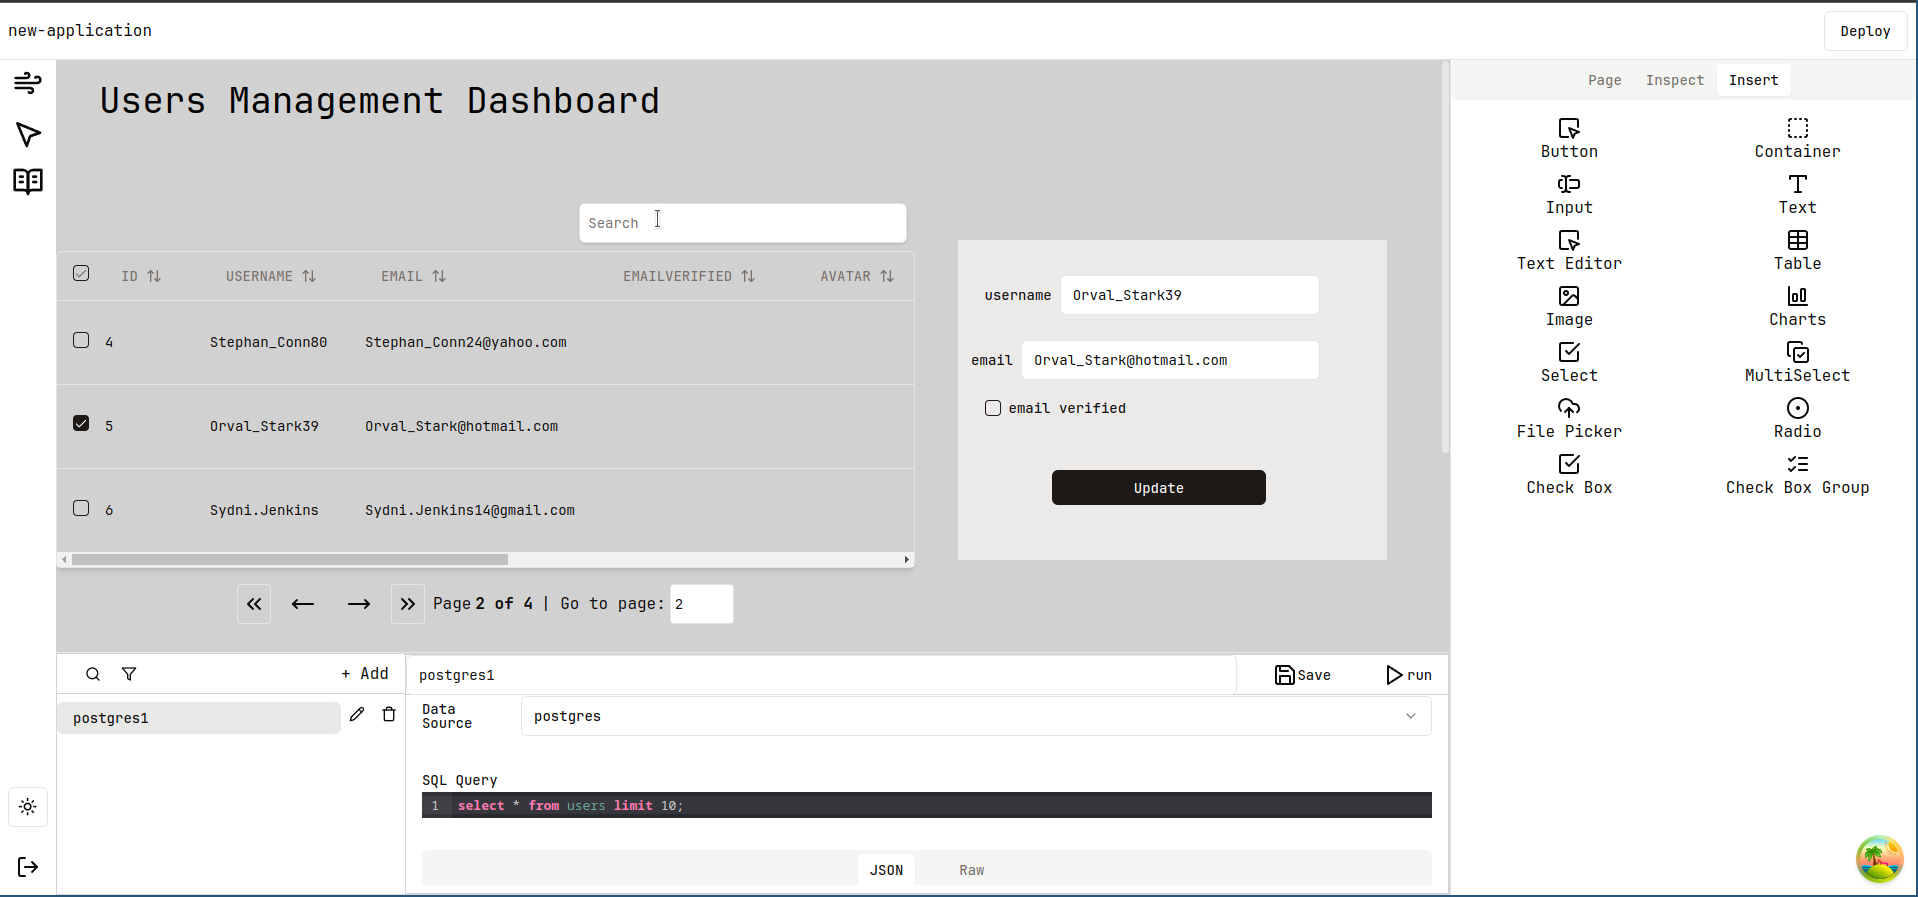 new-application
Deploy
Page Inspect Insert
Users Management Dashboard
Search
ID USERNAME EMAIL EMAILVERIFIED AVATAR
4 Stephan_Conn80 Stephan_Conn24@yahoo.com
5 Orval_Stark39 Orval_Stark@hotmail.com
6 Sydni.Jenkins Sydni.Jenkins14@gmail.com
Page 2 of 4 | Go to page: 2
username Orval_Stark39
email Orval_Stark@hotmail.com
email verified
Update
Button Container
Input Text
Text Editor Table
Image Charts
Select MultiSelect
File Picker Radio
Check Box Check Box Group
+ Add
postgres1
postgres1
Save run
Data
Source
postgres
SQL Query
1 select * from users limit 10;
JSON Raw